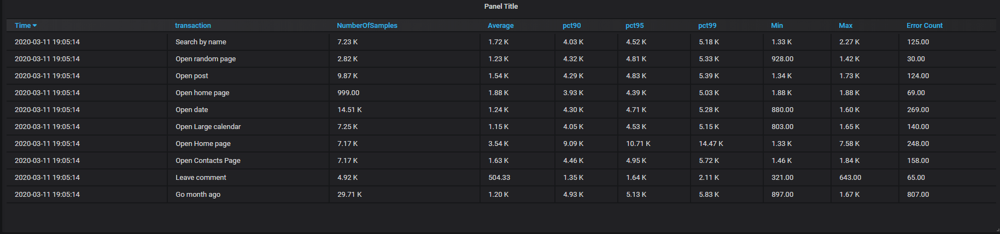 Panel Title
Time transaction NumberOfSamples Average pct90 pct95 pct99 Min Max Error Count
2020-03-11 19:05:14 Search by name 7.23 K 1.72 K 4.03 K 4.52 K 5.18 K 1.33 K 2.27 K 125.00
2020-03-11 19:05:14 Open random page 2.82 K 1.23 K 4.32 K 4.81 K 5.33 K 928.00 1.42 K 30.00
2020-03-11 19:05:14 Open post 9.87 K 1.54 K 4.29 K 4.83 K 5.39 K 1.34 K 1.73 K 124.00
2020-03-11 19:05:14 Open home page 999.00 1.88 K 3.93 K 4.39 K 5.03 K 1.88 K 1.88 K 69.00
2020-03-11 19:05:14 Open date 14.51 K 1.24 K 4.30 K 4.71 K 5.28 K 880.00 1.60 K 269.00
2020-03-11 19:05:14 Open Large calendar 7.25 K 1.15 K 4.05 K 4.53 K 5.15 K 803.00 1.65 K 140.00
2020-03-11 19:05:14 Open Home page 7.17 K 3.54 K 9.09 K 10.71 K 14.47 K 1.33 K 7.58 K 248.00
2020-03-11 19:05:14 Open Contacts Page 7.17 K 1.63 K 4.46 K 4.95 K 5.72 K 1.46 K 1.84 K 158.00
2020-03-11 19:05:14 Leave comment 4.92 K 504.33 1.35 K 1.64 K 2.11 K 321.00 643.00 65.00
2020-03-11 19:05:14 Go month ago 29.71 K 1.20 K 4.93 K 5.13 K 5.83 K 897.00 1.67 K 807.00